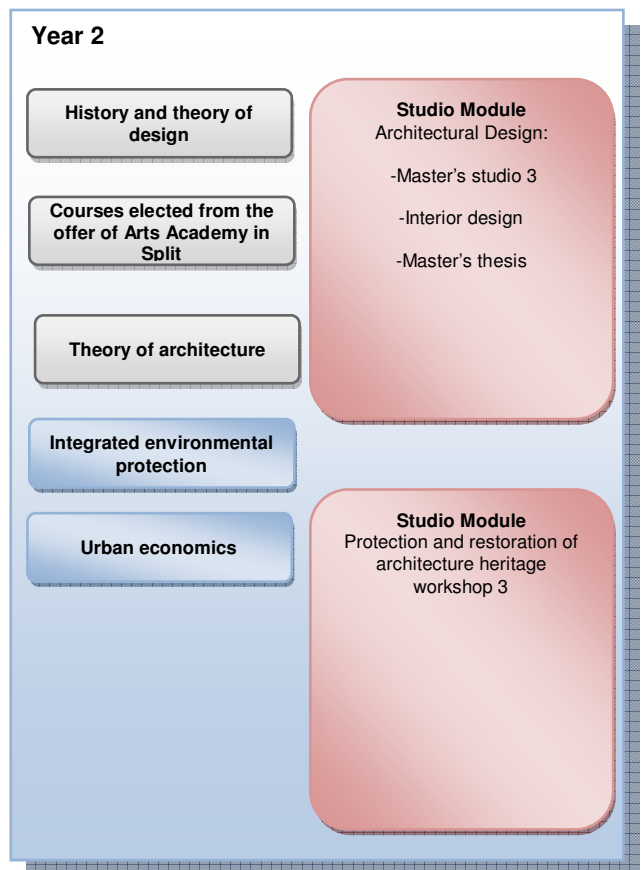 Year 2
History and theory of
design
Courses elected from the
offer of Arts Academy in
Split
Theory of architecture
Integrated environmental
protection
Urban economics
Studio Module
Architectural Design:
-Master's studio 3
-Interior design
-Master's thesis
Studio Module
Protection and restoration of
architecture heritage
workshop 3